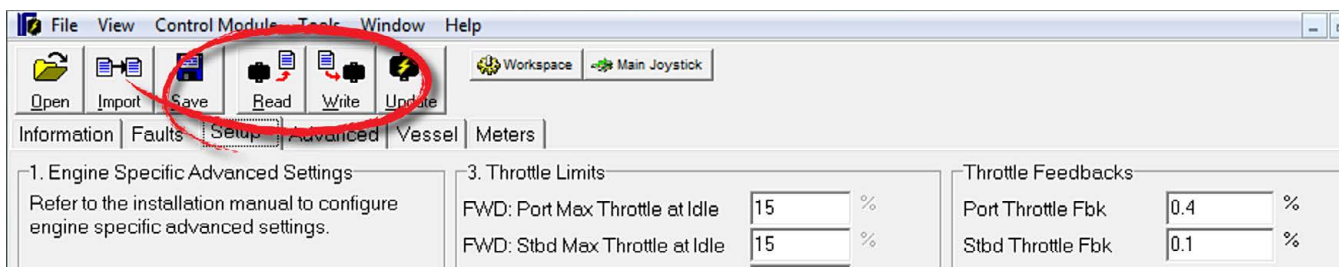 File View Control Module Tools Window Help
Open Import Save Read Write Update Workspace Main Joystick
Information Faults Setup Advanced Vessel Meters
1. Engine Specific Advanced Settings
Refer to the installation manual to configure
engine specific advanced settings.
3. Throttle Limits
FWD: Port Max Throttle at Idle 15 %
FWD: Stbd Max Throttle at Idle 15 %
Throttle Feedbacks
Port Throttle Fbk 0.4 %
Stbd Throttle Fbk 0.1 %